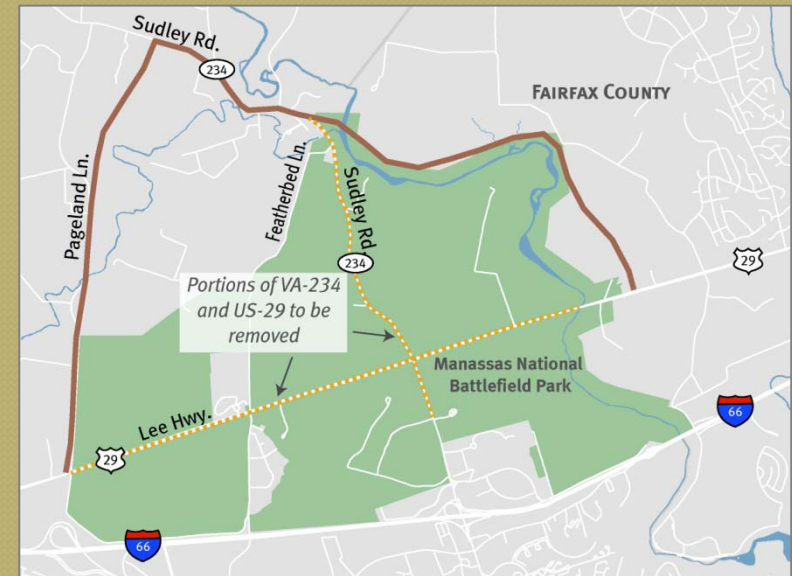 Sudley Rd.
234
FAIRFAX COUNTY
Pageland Ln.
Featherbed Ln.
Sudley Rd.
234
29
Portions of VA-234
and US-29 to be
removed
Manassas National
Battlefield Park
66
Lee Hwy.
29
66